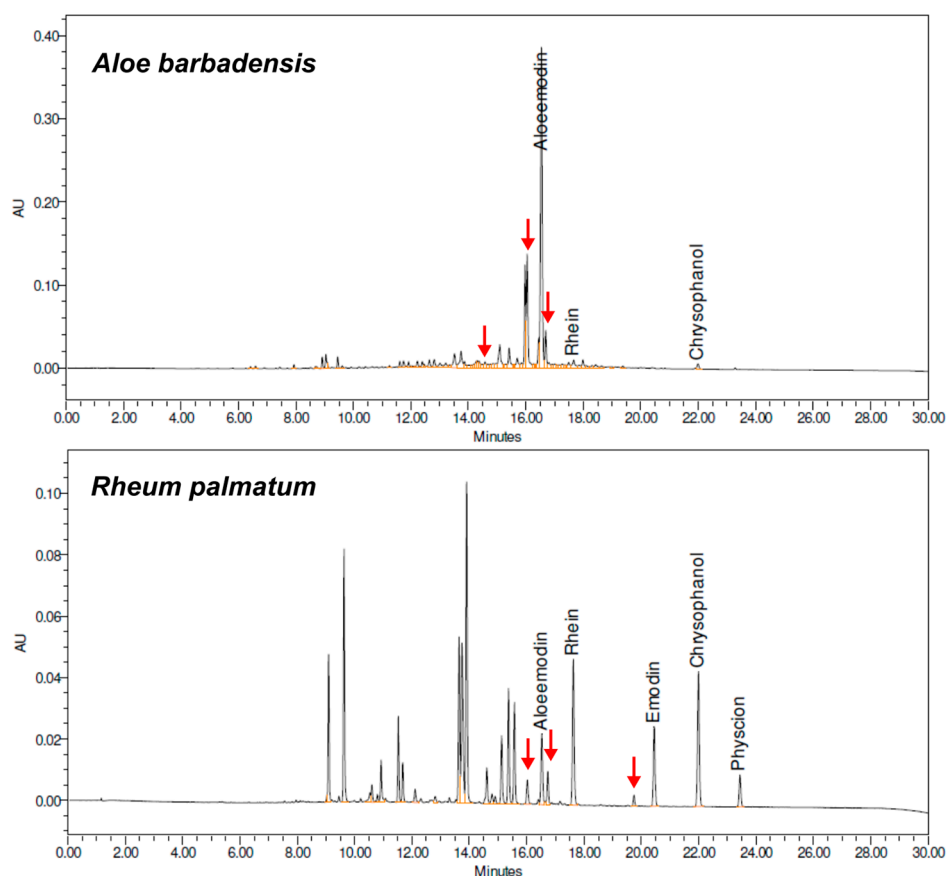 Aloe barbadensis
0.40
0.30
0.20
0.10
0.00
AU
Aloeemodin
Rhein
Chrysophanol
0.00 2.00 4.00 6.00 8.00 10.00 12.00 14.00 16.00 18.00 20.00 22.00 24.00 26.00 28.00 30.00
Minutes
Rheum palmatum
0.10
0.08
0.06
0.04
0.02
0.00
AU
Aloeemodin
Rhein
Emodin
Chrysophanol
Physcion
0.00 2.00 4.00 6.00 8.00 10.00 12.00 14.00 16.00 18.00 20.00 22.00 24.00 26.00 28.00 30.00
Minutes